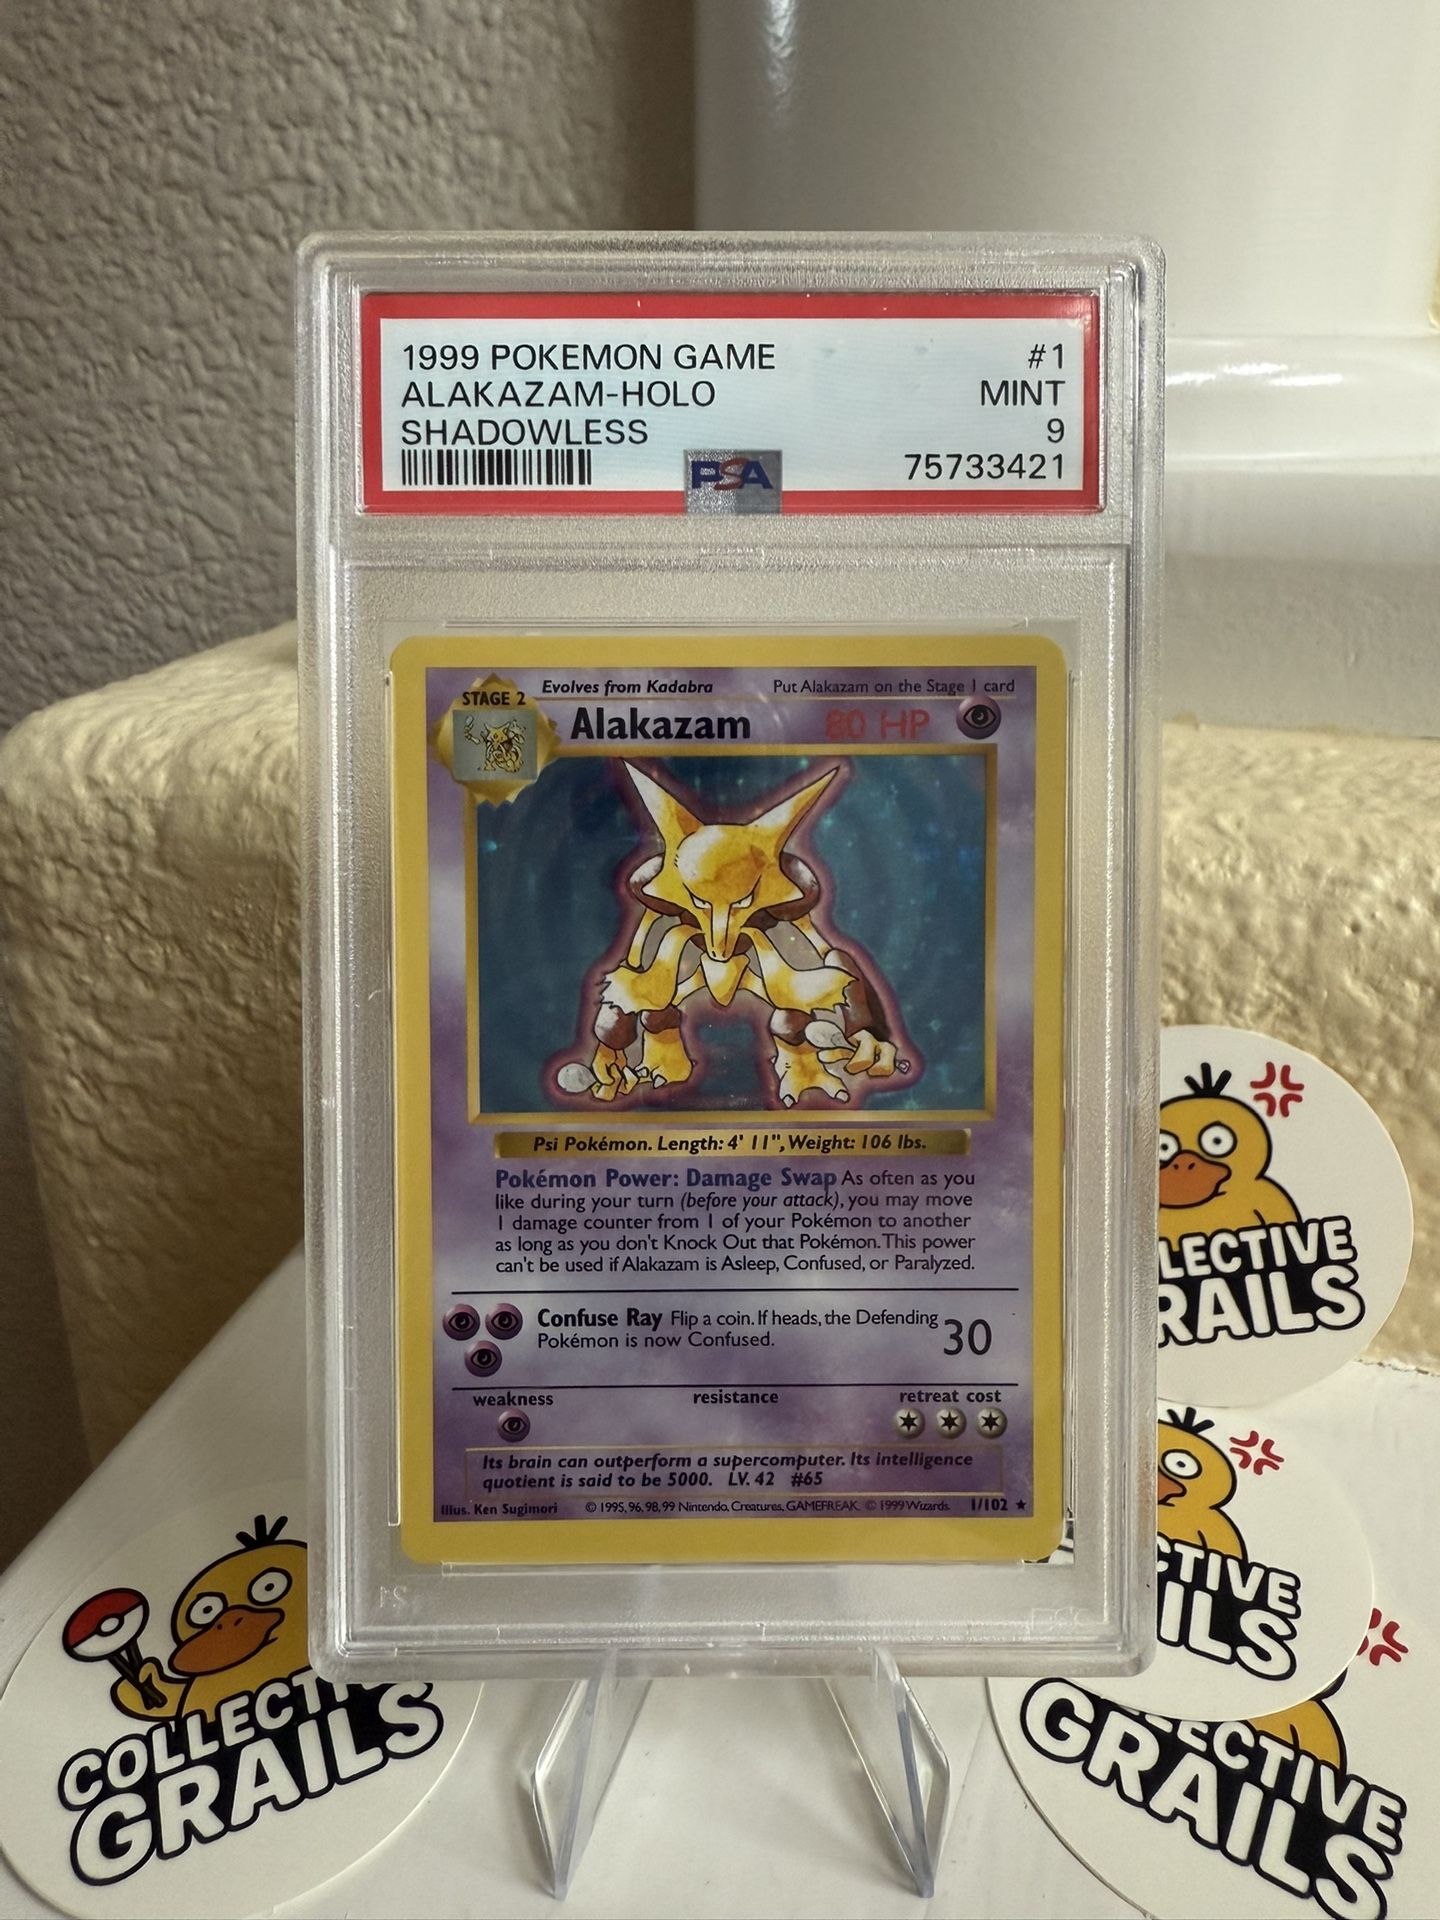 1999 POKEMON GAME #1
ALAKAZAM-HOLO MINT
SHADOWLESS 9
PSA 75733421
STAGE 2 Evolves from Kadabra Put Alakazam on the Stage 1 card
Alakazam 80 HP
Psi Pokémon. Length: 4' 11", Weight: 106 lbs.
Pokémon Power: Damage Swap As often as you
like during your turn (before your attack), you may move
1 damage counter from 1 of your Pokémon to another
as long as you don't Knock Out that Pokémon. This power
can't be used if Alakazam is Asleep, Confused, or Paralyzed.
Confuse Ray Flip a coin. If heads, the Defending
Pokémon is now Confused. 30
weakness resistance retreat cost
Its brain can outperform a supercomputer. Its intelligence
quotient is said to be 5000. LV. 42 #65
Illus. Ken Sugimori © 1995, 96, 98, 99 Nintendo, Creatures, GAMEFREAK. © 1999 Wizards. 1/102 ★
LECTIVE
RAILS
CTIVE
ILS
COLLECTI
GRAILS
LECTIVE
GRAILS